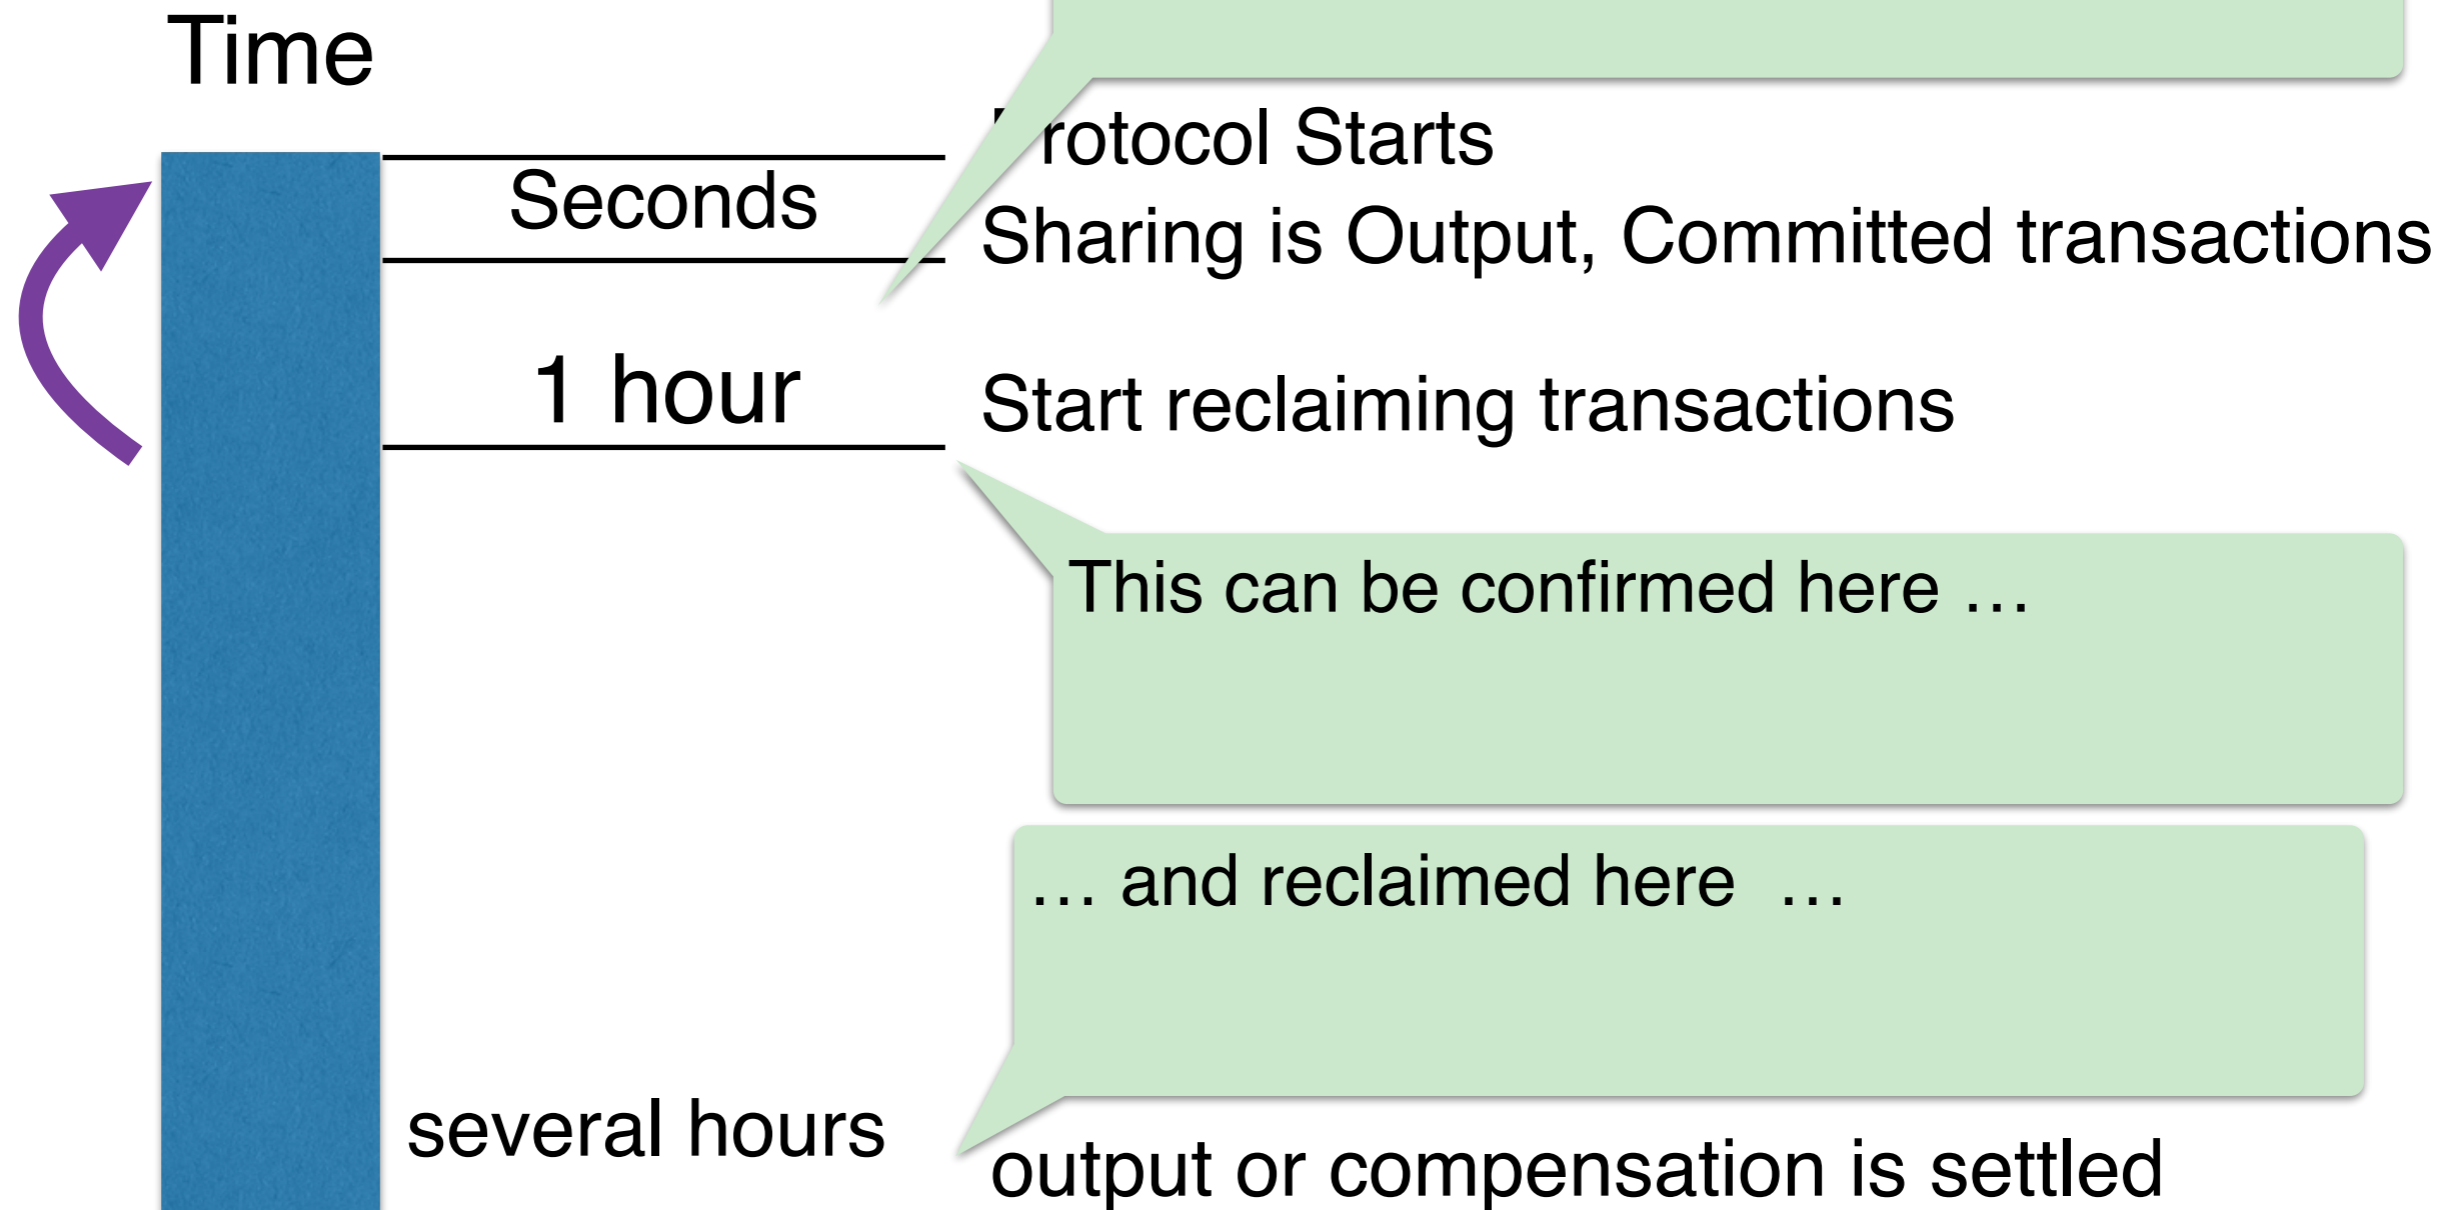 Time
Protocol Starts
Seconds
Sharing is Output, Committed transactions
1 hour
Start reclaiming transactions
This can be confirmed here …
… and reclaimed here …
several hours
output or compensation is settled